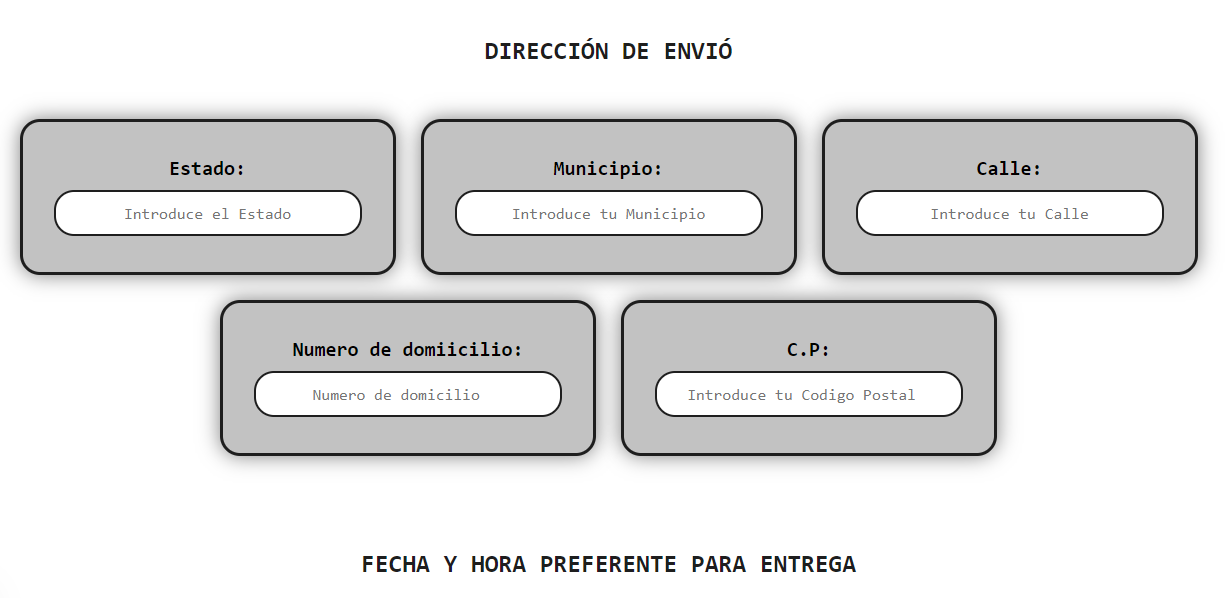 DIRECCIÓN DE ENVIÓ
Estado:
Introduce el Estado
Municipio:
Introduce tu Municipio
Calle:
Introduce tu Calle
Numero de domiicilio:
Numero de domicilio
C.P:
Introduce tu Codigo Postal
FECHA Y HORA PREFERENTE PARA ENTREGA